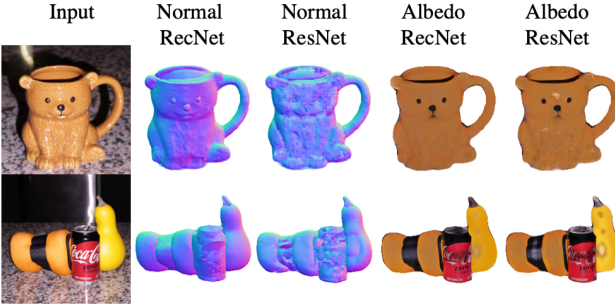 Input
Normal
RecNet
Normal
ResNet
Albedo
RecNet
Albedo
ResNet
Coca-Cola
zero
Coca-Cola
zero
Coca-Cola
zero